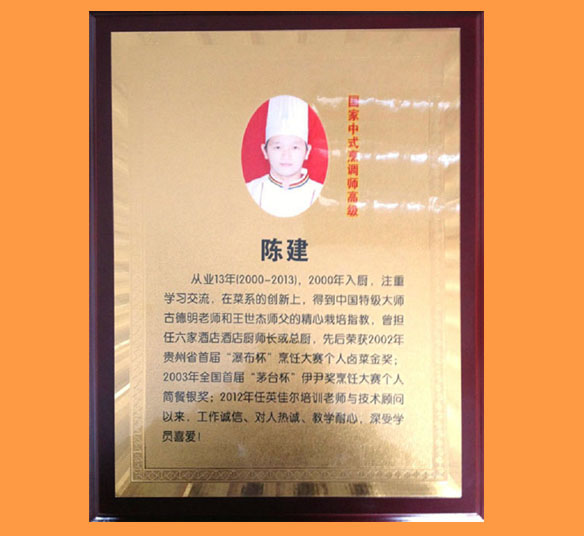 国家中式烹调师高级
陈建
从业13年(2000-2013)，2000年入厨，注重
学习交流，在菜系的创新上，得到中国特级大师
古德明老师和王世杰师父的精心栽培指教，曾担
任六家酒店酒店厨师长或总厨，先后荣获2002年
贵州省首届“瀑布杯”烹饪大赛个人卤菜金奖；
2003年全国首届“茅台杯”伊尹奖烹饪大赛个人
简餐银奖；2012年任英佳尔培训老师与技术顾问
以来，工作诚信、对人热诚、教学耐心，深受学
员喜爱！